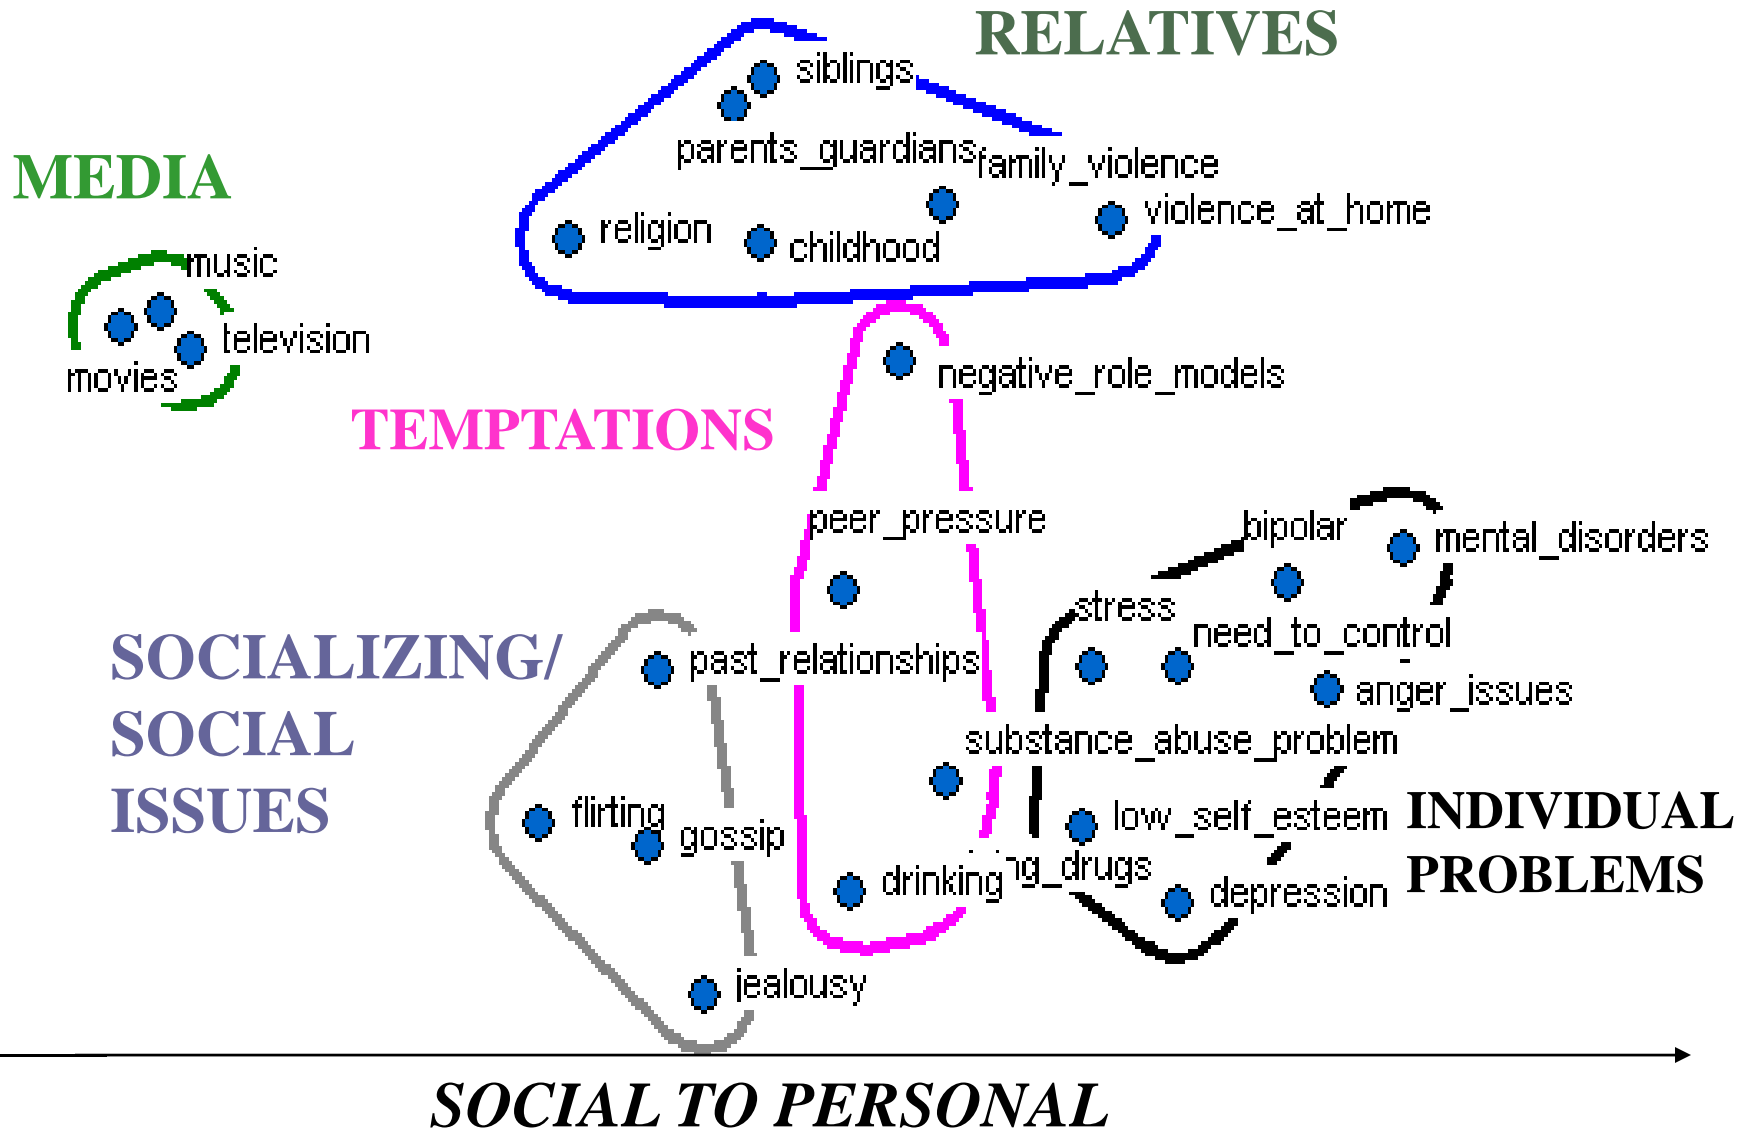 RELATIVES
siblings
parents_guardians
family_violence
MEDIA
violence_at_home
religion
childhood
music
television
movies
negative_role_models
TEMPTATIONS
peer_pressure
bipolar
mental_disorders
stress
need_to_control
SOCIALIZING/
SOCIAL
ISSUES
past_relationships
anger_issues
substance_abuse_problem
flirting
gossip
low_self_esteem
INDIVIDUAL
PROBLEMS
drinking
ng_drugs
depression
jealousy
SOCIAL TO PERSONAL